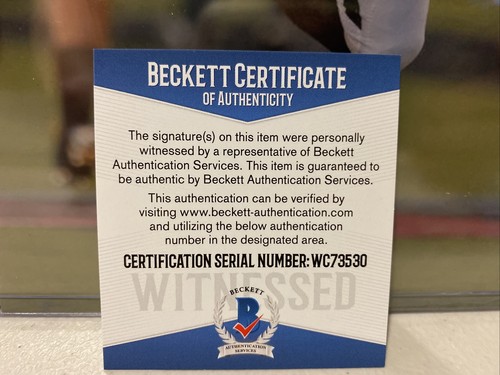 BECKETT CERTIFICATE
OF AUTHENTICITY
The signature(s) on this item were personally
witnessed by a representative of Beckett
Authentication Services. This item is guaranteed to
be authentic by Beckett Authentication Services.
This authentication can be verified by
visiting www.beckett-authentication.com
and utilizing the below authentication
number in the designated area.
CERTIFICATION SERIAL NUMBER: WC73530
WITNESSED
BECKETT
B
AUTHENTICATION
SERVICES